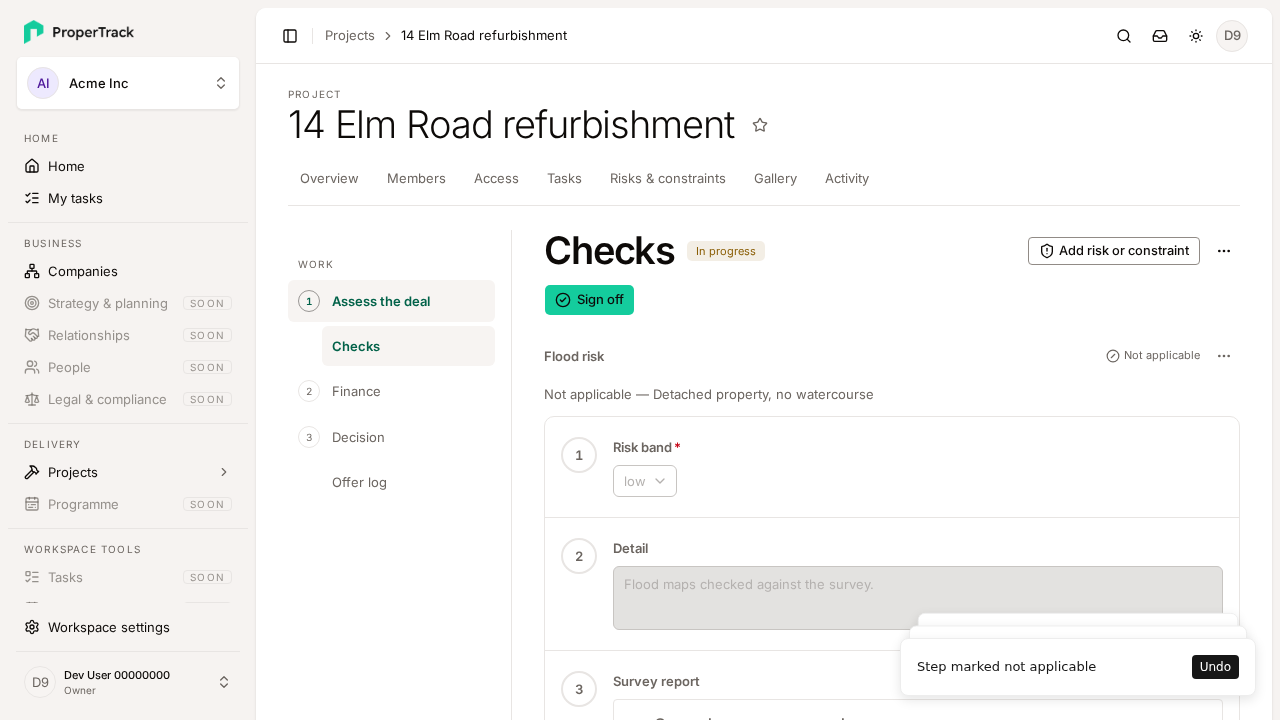 ProperTrack
AI
Acme Inc
HOME
Home
My tasks
BUSINESS
Companies
Strategy & planning SOON
Relationships SOON
People SOON
Legal & compliance SOON
DELIVERY
Projects
Programme SOON
WORKSPACE TOOLS
Tasks SOON
Workspace settings
D9
Dev User 00000000
Owner
Projects
14 Elm Road refurbishment
D9
PROJECT
14 Elm Road refurbishment
Overview Members Access Tasks Risks & constraints Gallery Activity
WORK
1 Assess the deal
Checks
2 Finance
3 Decision
Offer log
Checks In progress
Add risk or constraint
Sign off
Flood risk
Not applicable
Not applicable — Detached property, no watercourse
1 Risk band *
low
2 Detail
Flood maps checked against the survey.
3 Survey report
Step marked not applicable
Undo